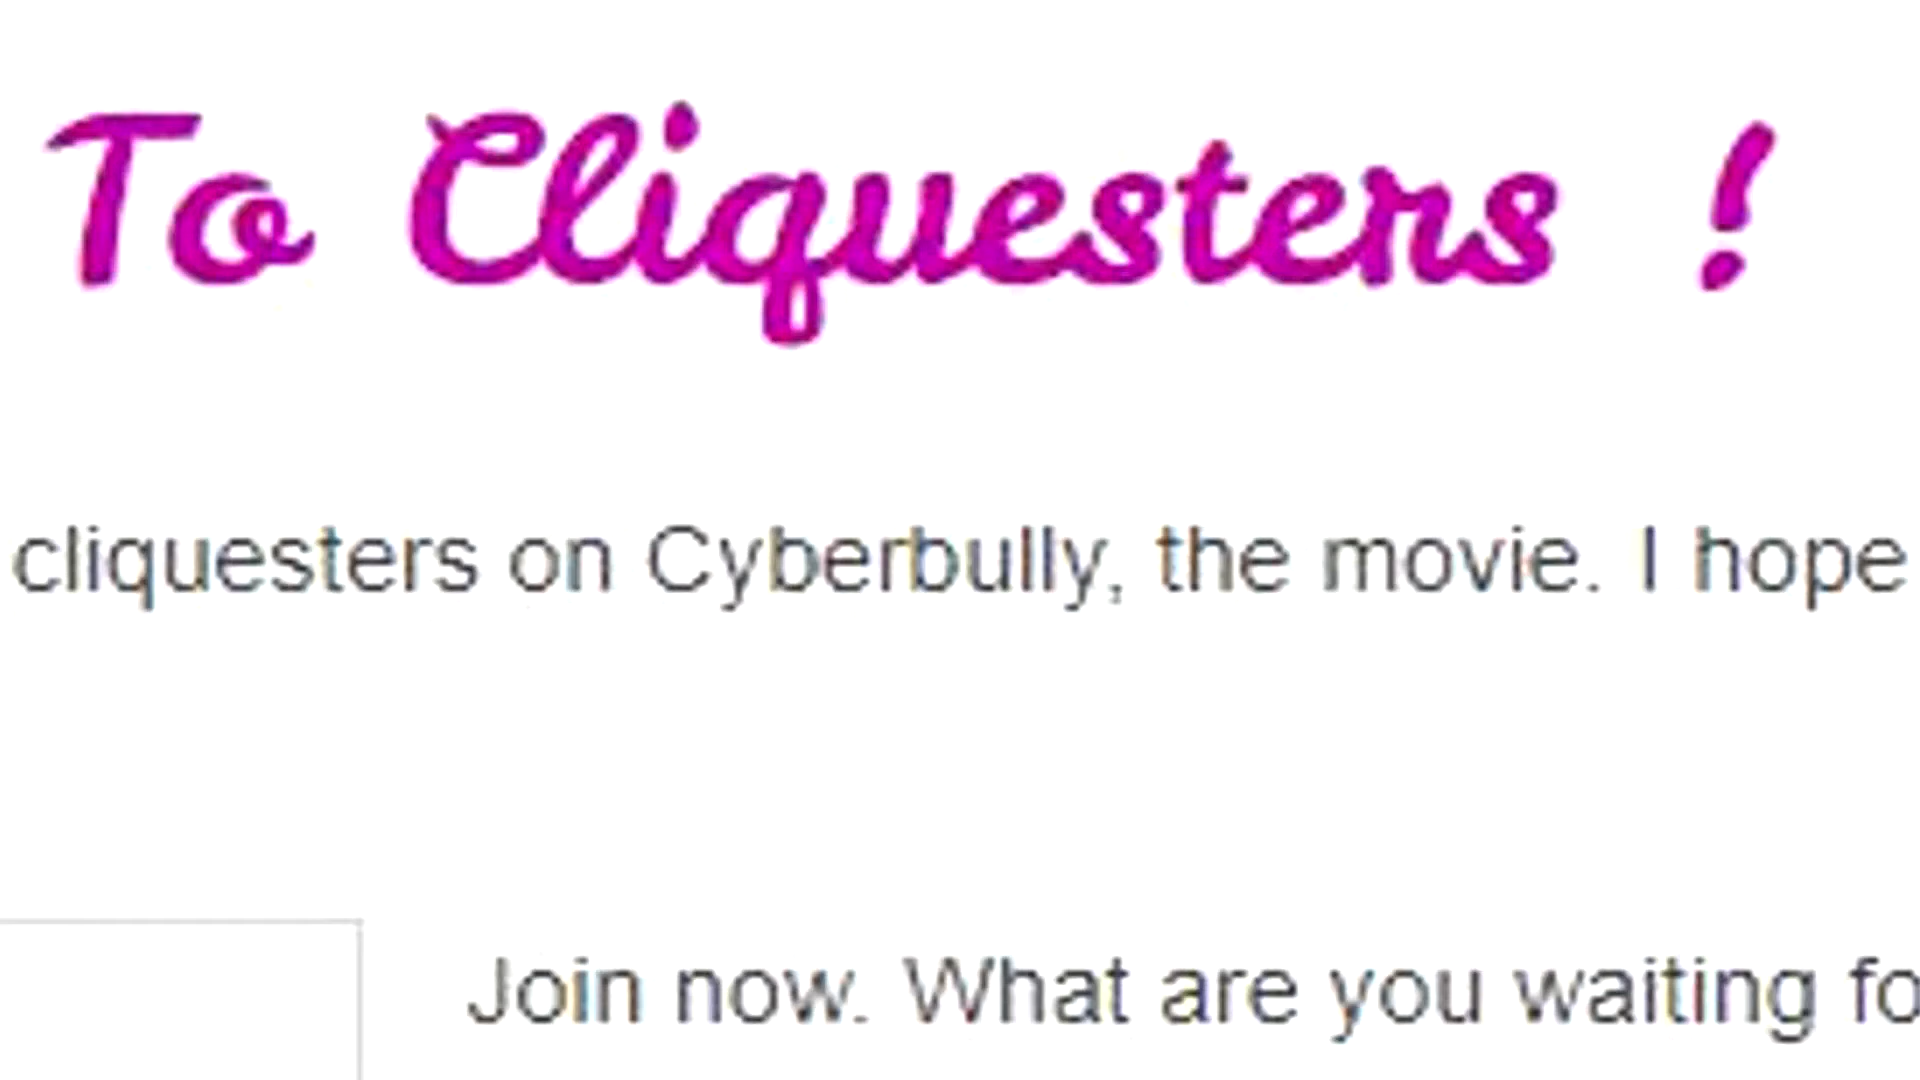 To Cliquesters !
cliquesters on Cyberbully, the movie. I hope
Join now. What are you waiting fo